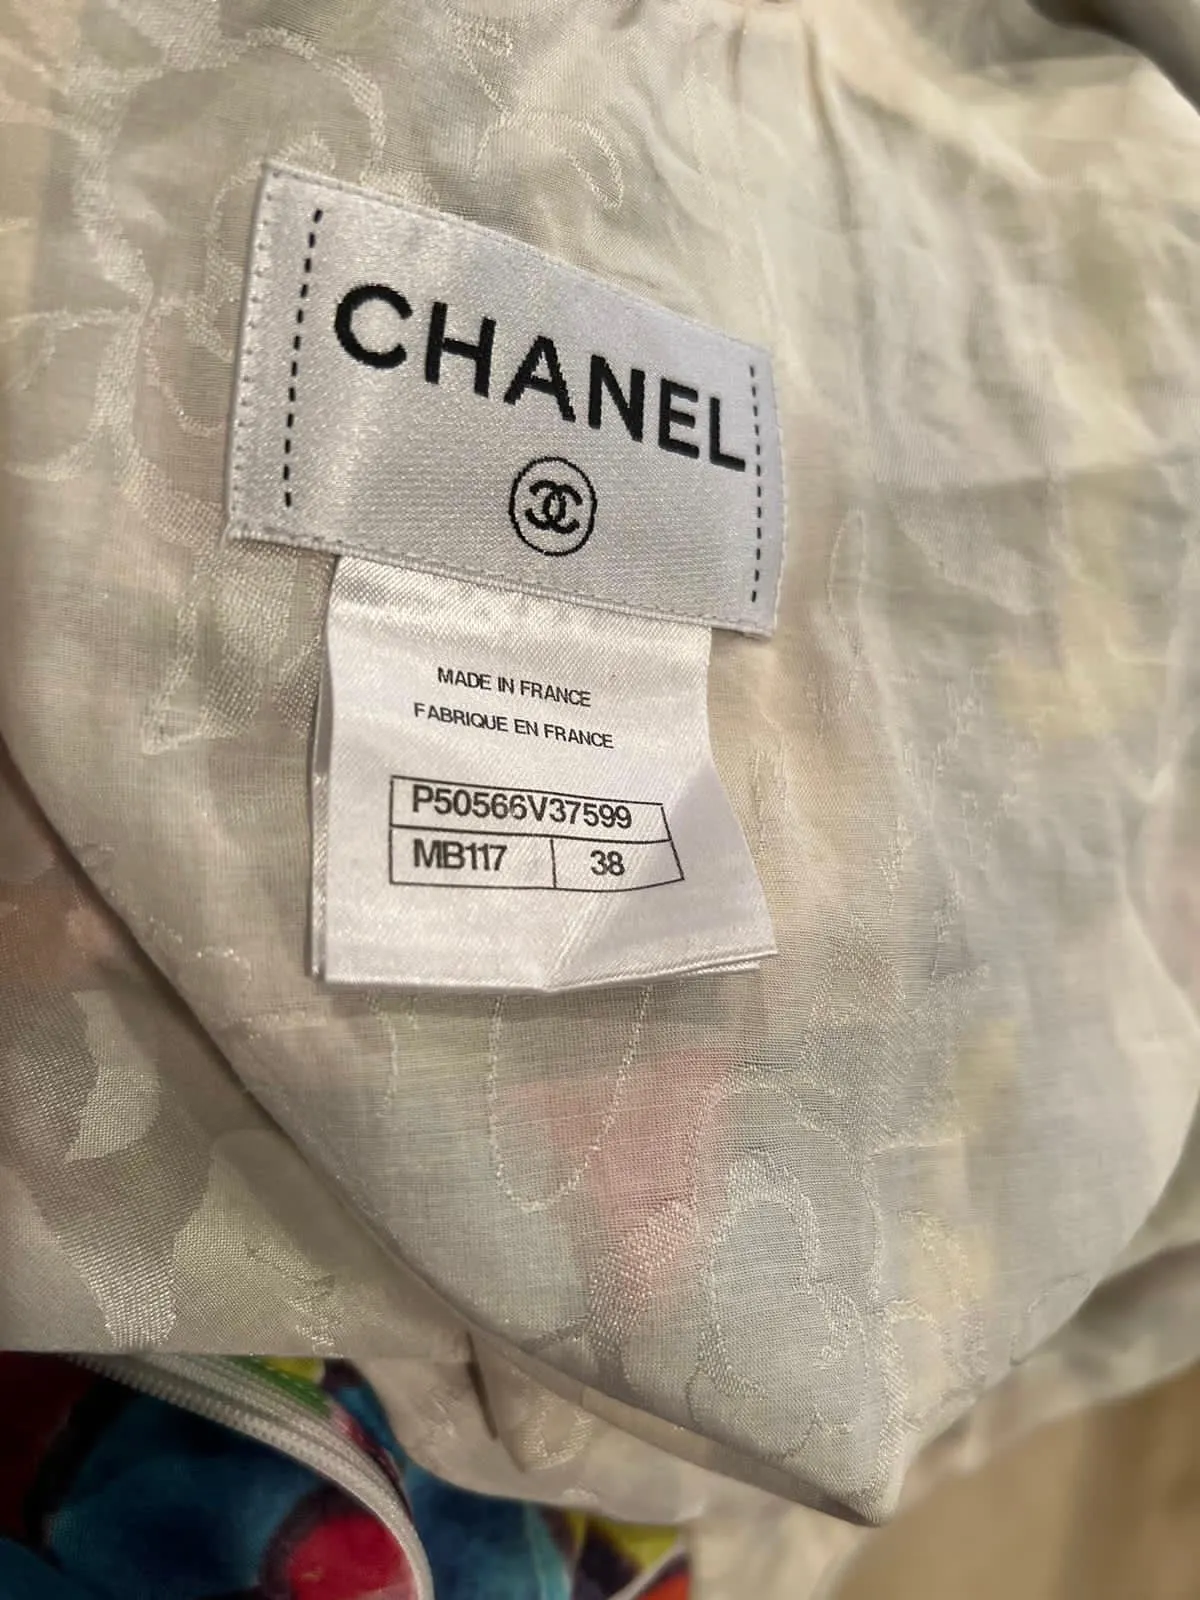 CHANEL
MADE IN FRANCE
FABRIQUE EN FRANCE
P50566V37599
MB117 38